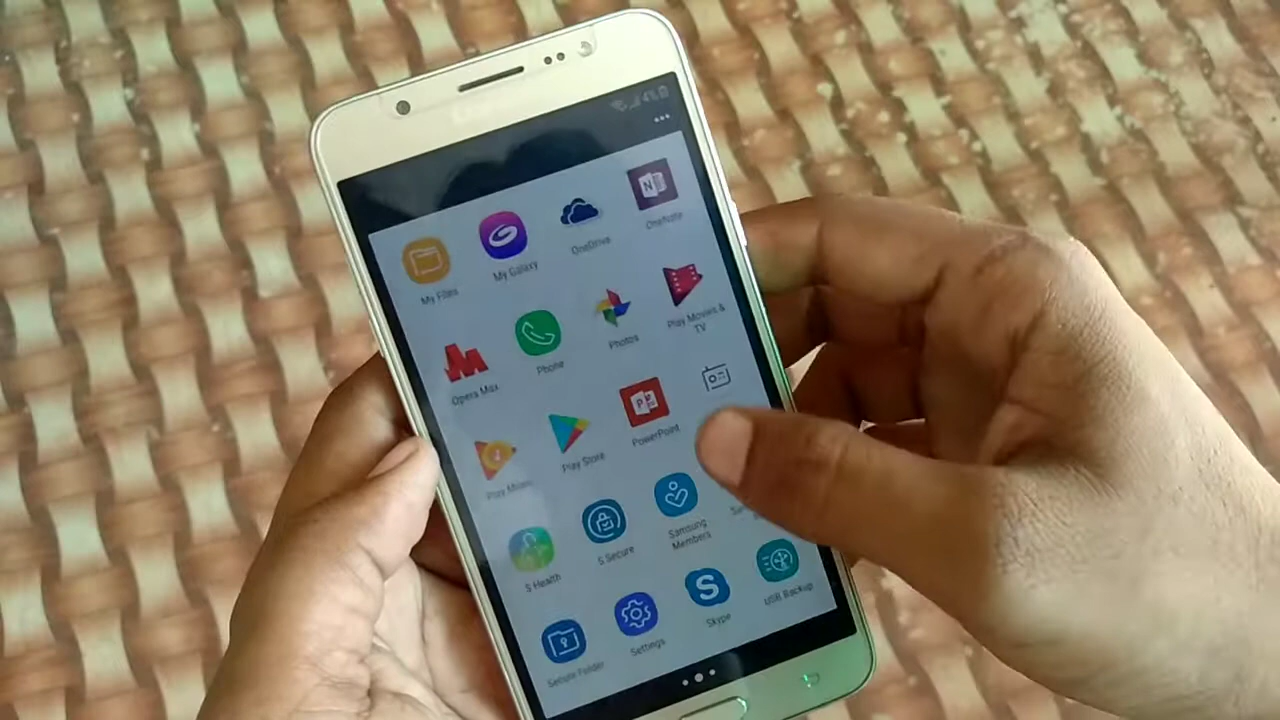 4%
My Files
My Galaxy
OneDrive
OneNote
Opera Max
Phone
Photos
Play Movies &
TV
Play Music
Play Store
PowerPoint
S Health
S Secure
Samsung
Members
Secure Folder
Settings
Skype
USB Backup